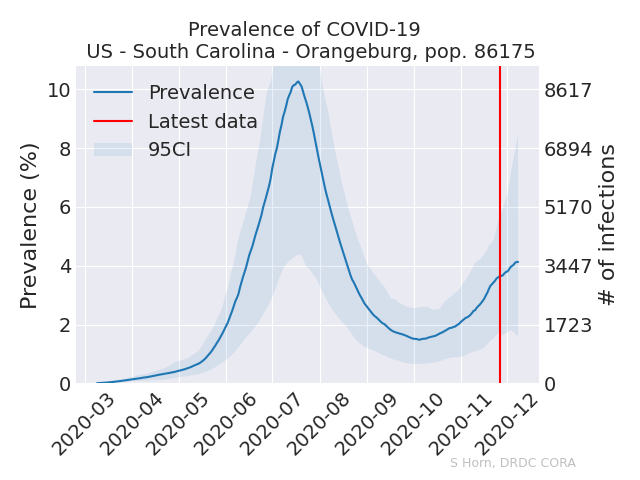 Prevalence of COVID-19
US - South Carolina - Orangeburg, pop. 86175
Prevalence
Latest data
95CI
Prevalence (%)
10
8
6
4
2
0
8617
6894
5170
3447
1723
0
# of infections
2020-03
2020-04
2020-05
2020-06
2020-07
2020-08
2020-09
2020-10
2020-11
2020-12
S Horn, DRDC CORA